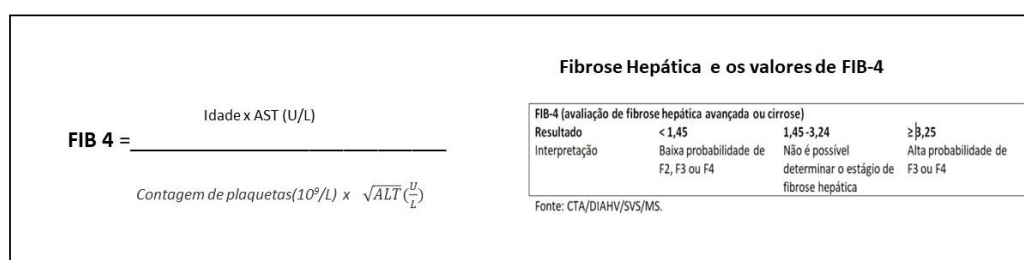 Idade x AST (U/L)
FIB 4 =
Contagem de plaquetas(10⁹/L) x √ALT (U/L)
Fibrose Hepática e os valores de FIB-4
FIB-4 (avaliação de fibrose hepática avançada ou cirrose)
Resultado < 1,45 1,45 -3,24 ≥ 3,25
Interpretação Baixa probabilidade de Não é possível Alta probabilidade de
F2, F3 ou F4 determinar o estágio de F3 ou F4
fibrose hepática
Fonte: CTA/DIAHV/SVS/MS.